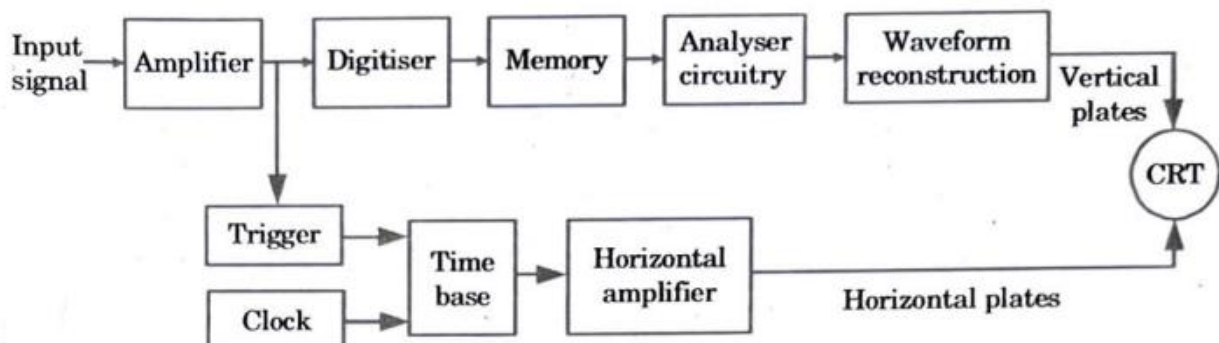 Input
signal
Amplifier
Digitiser
Memory
Analyser
circuitry
Waveform
reconstruction
Vertical
plates
CRT
Trigger
Time
base
Horizontal
amplifier
Horizontal plates
Clock